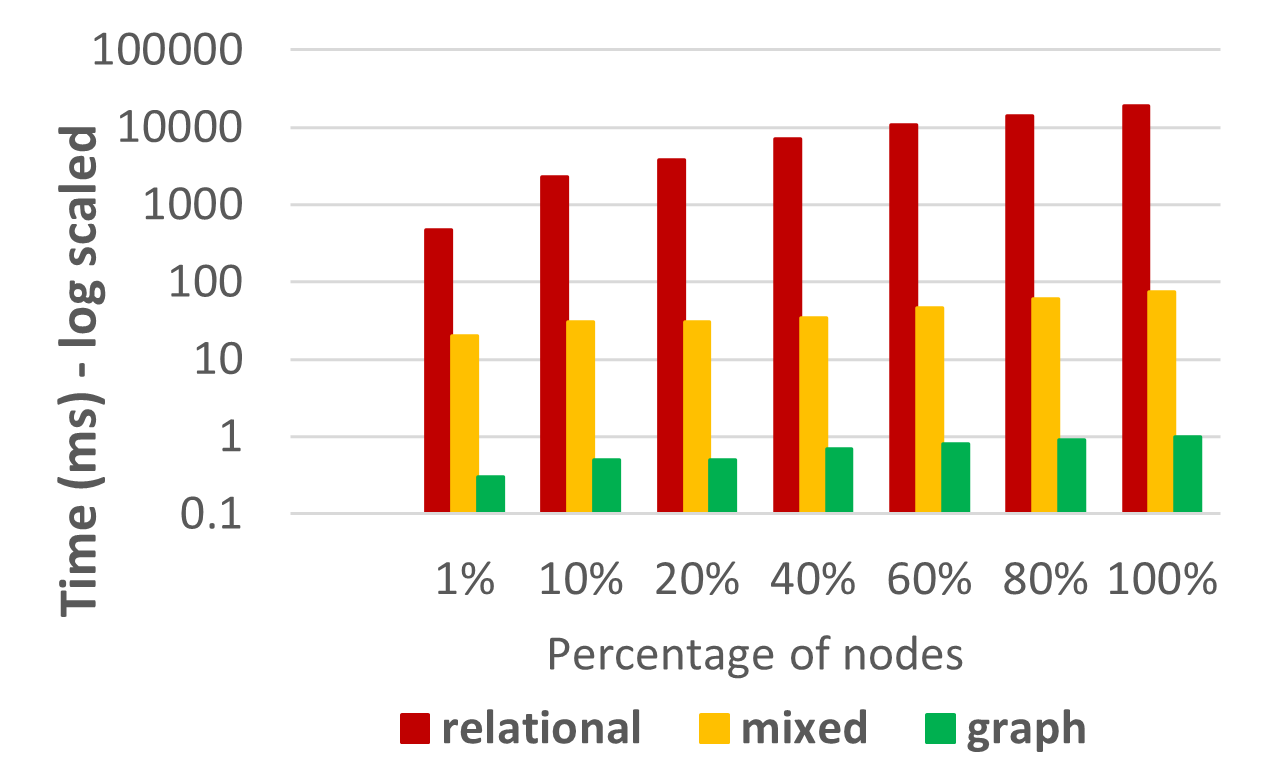 100000
10000
1000
100
10
1
0.1
Time (ms) - log scaled
1% 10% 20% 40% 60% 80% 100%
Percentage of nodes
relational mixed graph